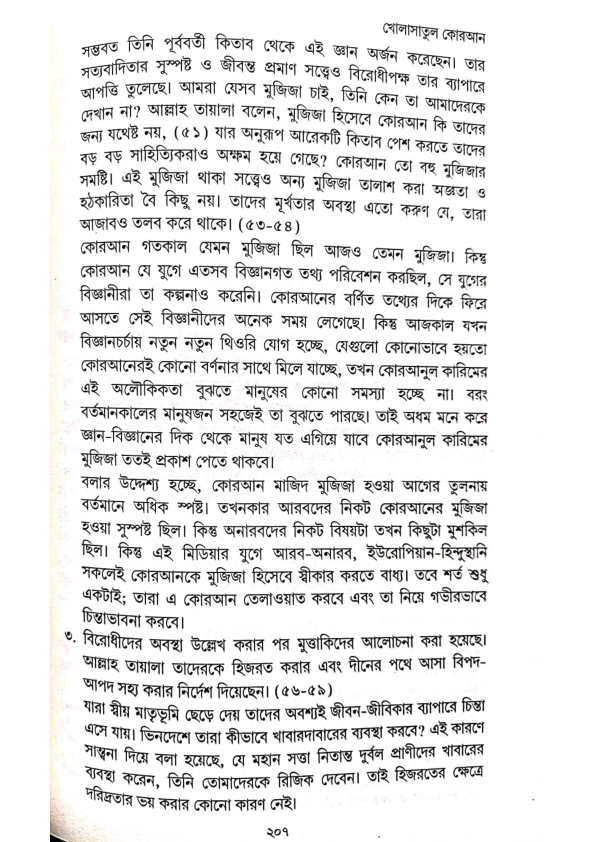 খোলাসাতুল কোরআন
সম্ভবত তিনি পূর্ববর্তী কিতাব থেকে এই জ্ঞান অর্জন করেছেন। তার
সত্যবাদিতার সুস্পষ্ট ও জীবন্ত প্রমাণ সত্ত্বেও বিরোধীপক্ষ তার ব্যাপারে
আপত্তি তুলেছে। আমরা যেসব মুজিজা চাই, তিনি কেন তা আমাদেরকে
দেখান না? আল্লাহ তায়ালা বলেন, মুজিজা হিসেবে কোরআন কি তাদের
জন্য যথেষ্ট নয়, (৫১) যার অনুরূপ আরেকটি কিতাব পেশ করতে তাদের
বড় বড় সাহিত্যিকরাও অক্ষম হয়ে গেছে? কোরআন তো বহু মুজিজার
সমষ্টি। এই মুজিজা থাকা সত্ত্বেও অন্য মুজিজা তালাশ করা অজ্ঞতা ও
হঠকারিতা বৈ কিছু নয়। তাদের মূর্খতার অবস্থা এতো করুণ যে, তারা
আজাবও তলব করে থাকে। (৫৩-৫৪)
কোরআন গতকাল যেমন মুজিজা ছিল আজও তেমন মুজিজা। কিন্তু
কোরআন যে যুগে এতসব বিজ্ঞানগত তথ্য পরিবেশন করছিল, সে যুগের
বিজ্ঞানীরা তা কল্পনাও করেনি। কোরআনের বর্ণিত তথ্যের দিকে ফিরে
আসতে সেই বিজ্ঞানীদের অনেক সময় লেগেছে। কিন্তু আজকাল যখন
বিজ্ঞানচর্চায় নতুন নতুন থিওরি যোগ হচ্ছে, যেগুলো কোনোভাবে হয়তো
কোরআনেরই কোনো বর্ণনার সাথে মিলে যাচ্ছে, তখন কোরআনুল কারিমের
এই অলৌকিকতা বুঝতে মানুষের কোনো সমস্যা হচ্ছে না। বরং
বর্তমানকালের মানুষজন সহজেই তা বুঝতে পারছে। তাই অধম মনে করে
জ্ঞান-বিজ্ঞানের দিক থেকে মানুষ যত এগিয়ে যাবে কোরআনুল কারিমের
মুজিজা ততই প্রকাশ পেতে থাকবে।
বলার উদ্দেশ্য হচ্ছে, কোরআন মাজিদ মুজিজা হওয়া আগের তুলনায়
বর্তমানে অধিক স্পষ্ট। তখনকার আরবদের নিকট কোরআনের মুজিজা
হওয়া সুস্পষ্ট ছিল। কিন্তু অনারবদের নিকট বিষয়টা তখন কিছুটা মুশকিল
ছিল। কিন্তু এই মিডিয়ার যুগে আরব-অনারব, ইউরোপিয়ান-হিন্দুস্থানি
সকলেই কোরআনকে মুজিজা হিসেবে স্বীকার করতে বাধ্য। তবে শর্ত শুধু
একটাই; তারা এ কোরআন তেলাওয়াত করবে এবং তা নিয়ে গভীরভাবে
চিন্তাভাবনা করবে।
৩. বিরোধীদের অবস্থা উল্লেখ করার পর মুত্তাকিদের আলোচনা করা হয়েছে।
আল্লাহ তায়ালা তাদেরকে হিজরত করার এবং দীনের পথে আসা বিপদ-
আপদ সহ্য করার নির্দেশ দিয়েছেন। (৫৬-৫৯)
যারা স্বীয় মাতৃভূমি ছেড়ে দেয় তাদের অবশ্যই জীবন-জীবিকার ব্যাপারে চিন্তা
এসে যায়। ভিনদেশে তারা কীভাবে খাবারদাবারের ব্যবস্থা করবে? এই কারণে
সান্ত্বনা দিয়ে বলা হয়েছে, যে মহান সত্তা নিতান্ত দুর্বল প্রাণীদের খাবারের
ব্যবস্থা করেন, তিনি তোমাদেরকে রিজিক দেবেন। তাই হিজরতের ক্ষেত্রে
দরিদ্রতার ভয় করার কোনো কারণ নেই।
২০৭